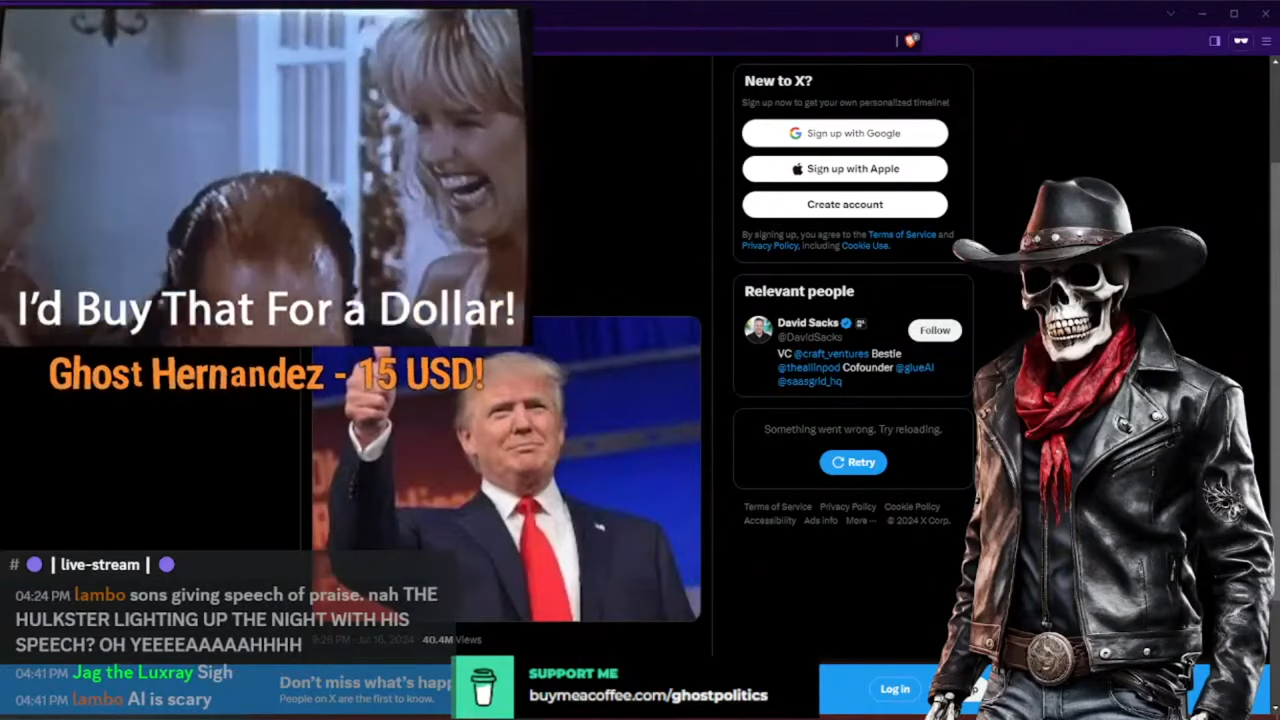 I'd Buy That For a Dollar!
Ghost Hernandez - 15 USD!
New to X?
Sign up now to get your own personalized timeline!
Sign up with Google
Sign up with Apple
Create account
By signing up, you agree to the Terms of Service and
Privacy Policy, including Cookie Use.
Relevant people
David Sacks
@DavidSacks
Follow
VC @craft_ventures Bestie
@theallinpod Cofounder @glueAI
@saasgrid_hq
Something went wrong. Try reloading.
Retry
Terms of Service Privacy Policy Cookie Policy
Accessibility Ads info More ··· © 2024 X Corp.
# | live-stream |
04:24 PM lambo sons giving speech of praise. nah THE
HULKSTER LIGHTING UP THE NIGHT WITH HIS
SPEECH? OH YEEEEAAAAAHHHH
9:26 PM · Jul 16, 2024 · 40.4M Views
04:41 PM Jag the Luxray Sigh
04:41 PM lambo AI is scary
Don't miss what's hap
People on X are the first to know.
SUPPORT ME
buymeacoffee.com/ghostpolitics
Log in